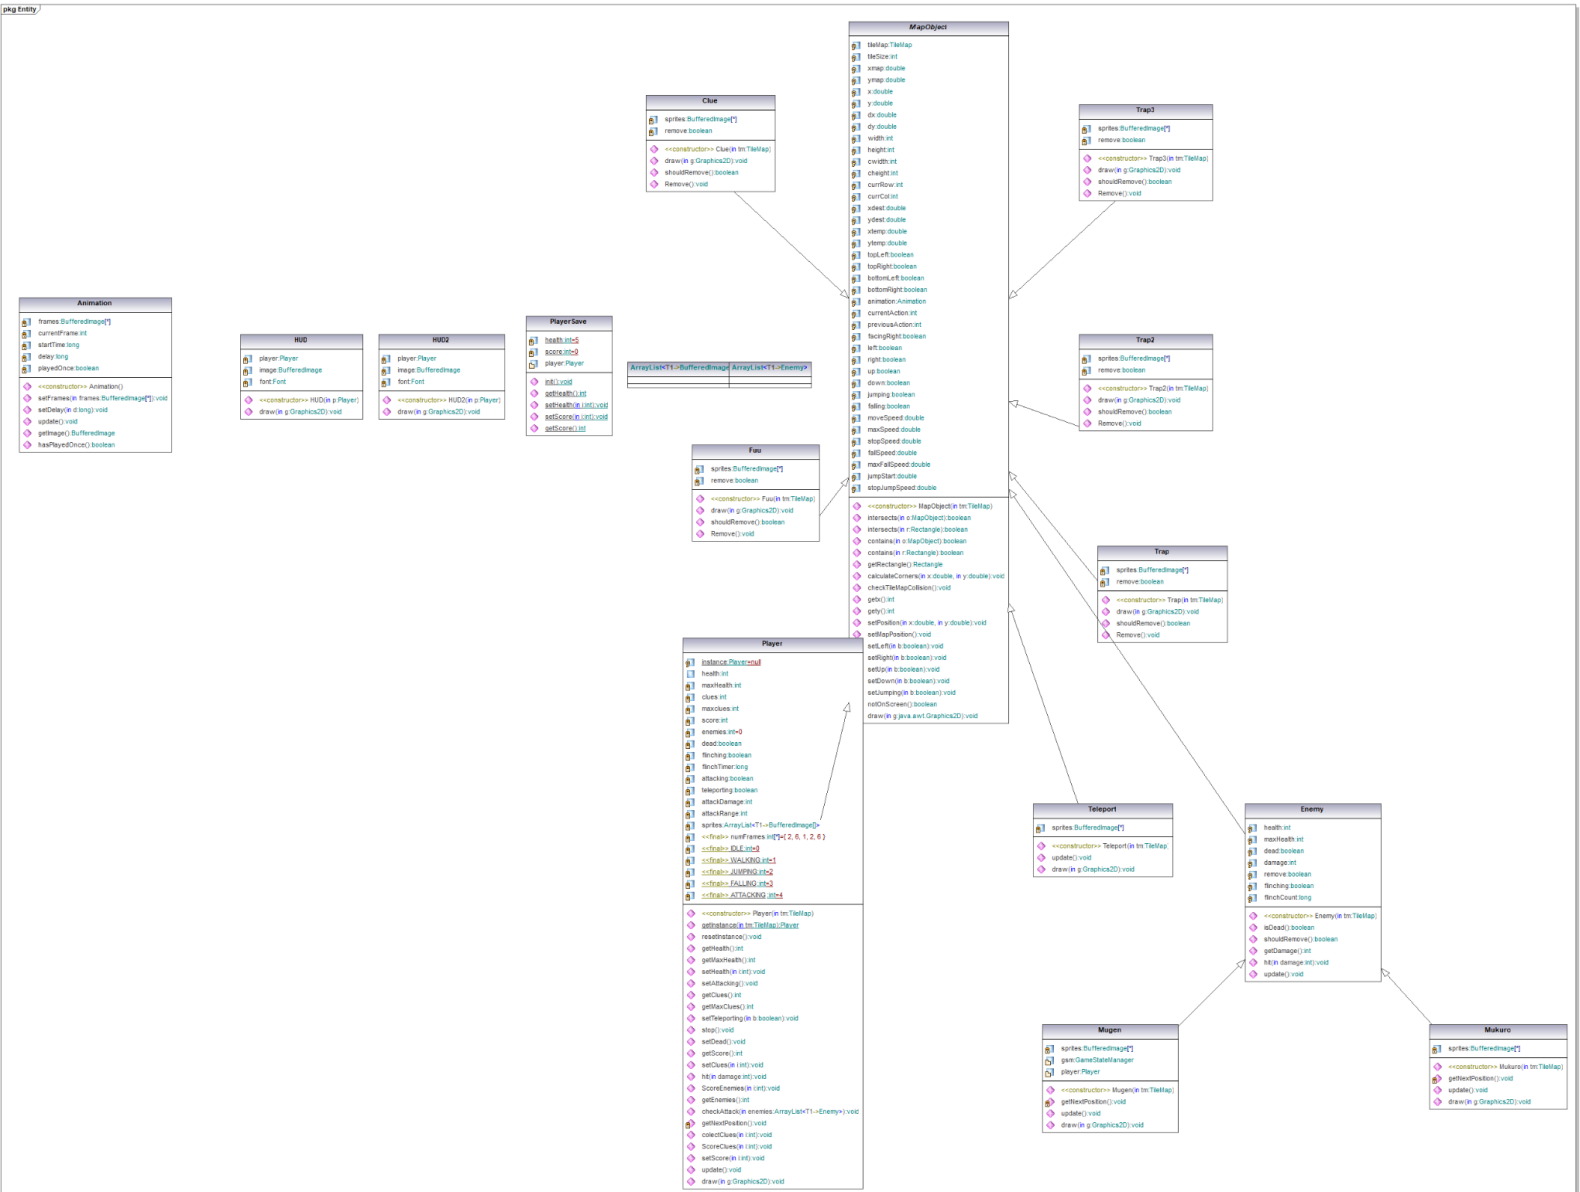 pkg Entity
MapObject
tileMap:TileMap
tileSize:int
xmap:double
ymap:double
x:double
y:double
dx:double
dy:double
width:int
height:int
cwidth:int
cheight:int
currRow:int
currCol:int
xdest:double
ydest:double
xtemp:double
ytemp:double
topLeft:boolean
topRight:boolean
bottomLeft:boolean
bottomRight:boolean
animation:Animation
currentAction:int
previousAction:int
facingRight:boolean
left:boolean
right:boolean
up:boolean
down:boolean
jumping:boolean
falling:boolean
moveSpeed:double
maxSpeed:double
stopSpeed:double
fallSpeed:double
maxFallSpeed:double
jumpStart:double
stopJumpSpeed:double
<<constructor>> MapObject(in tm:TileMap)
intersects(in o:MapObject):boolean
intersects(in r:Rectangle):boolean
contains(in o:MapObject):boolean
contains(in r:Rectangle):boolean
getRectangle():Rectangle
calculateCorners(in x:double, in y:double):void
checkTileMapCollision():void
getx():int
gety():int
setPosition(in x:double, in y:double):void
setMapPosition():void
setLeft(in b:boolean):void
setRight(in b:boolean):void
setUp(in b:boolean):void
setDown(in b:boolean):void
setJumping(in b:boolean):void
notOnScreen():boolean
draw(in g:java.awt.Graphics2D):void
Clue
sprites:BufferedImage[*]
remove:boolean
<<constructor>> Clue(in tm:TileMap)
draw(in g:Graphics2D):void
shouldRemove():boolean
Remove():void
Trap3
sprites:BufferedImage[*]
remove:boolean
<<constructor>> Trap3(in tm:TileMap)
draw(in g:Graphics2D):void
shouldRemove():boolean
Remove():void
Animation
frames:BufferedImage[*]
currentFrame:int
startTime:long
delay:long
playedOnce:boolean
<<constructor>> Animation()
setFrames(in frames:BufferedImage[*]):void
setDelay(in d:long):void
update():void
getImage():BufferedImage
hasPlayedOnce():boolean
HUD
player:Player
image:BufferedImage
font:Font
<<constructor>> HUD(in p:Player)
draw(in g:Graphics2D):void
HUD2
player:Player
image:BufferedImage
font:Font
<<constructor>> HUD2(in p:Player)
draw(in g:Graphics2D):void
PlayerSave
health:int=5
score:int=0
player:Player
init():void
getHealth():int
setHealth(in i:int):void
setScore(in i:int):void
getScore():int
ArrayList<T1->BufferedImage
ArrayList<T1->Enemy>
Trap2
sprites:BufferedImage[*]
remove:boolean
<<constructor>> Trap2(in tm:TileMap)
draw(in g:Graphics2D):void
shouldRemove():boolean
Remove():void
Fuu
sprites:BufferedImage[*]
remove:boolean
<<constructor>> Fuu(in tm:TileMap)
draw(in g:Graphics2D):void
shouldRemove():boolean
Remove():void
Trap
sprites:BufferedImage[*]
remove:boolean
<<constructor>> Trap(in tm:TileMap)
draw(in g:Graphics2D):void
shouldRemove():boolean
Remove():void
Player
instance:Player=null
health:int
maxHealth:int
clues:int
maxclues:int
score:int
enemies:int=0
dead:boolean
flinching:boolean
flinchTimer:long
attacking:boolean
teleporting:boolean
attackDamage:int
attackRange:int
sprites:ArrayList<T1->BufferedImage[]>
<<final>> numFrames:int[*]={ 2, 6, 1, 2, 6 }
<<final>> IDLE:int=0
<<final>> WALKING:int=1
<<final>> JUMPING:int=2
<<final>> FALLING:int=3
<<final>> ATTACKING:int=4
<<constructor>> Player(in tm:TileMap)
getInstance(in tm:TileMap):Player
resetInstance():void
getHealth():int
getMaxHealth():int
setHealth(in i:int):void
setAttacking():void
getClues():int
getMaxClues():int
setTeleporting(in b:boolean):void
stop():void
setDead():void
getScore():int
setClues(in i:int):void
hit(in damage:int):void
ScoreEnemies(in i:int):void
getEnemies():int
checkAttack(in enemies:ArrayList<T1->Enemy>):void
getNextPosition():void
colectClues(in i:int):void
ScoreClues(in i:int):void
setScore(in i:int):void
update():void
draw(in g:Graphics2D):void
Teleport
sprites:BufferedImage[*]
<<constructor>> Teleport(in tm:TileMap)
update():void
draw(in g:Graphics2D):void
Enemy
health:int
maxHealth:int
dead:boolean
damage:int
remove:boolean
flinching:boolean
flinchCount:long
<<constructor>> Enemy(in tm:TileMap)
isDead():boolean
shouldRemove():boolean
getDamage():int
hit(in damage:int):void
update():void
Mugen
sprites:BufferedImage[*]
gsm:GameStateManager
player:Player
<<constructor>> Mugen(in tm:TileMap)
getNextPosition():void
update():void
draw(in g:Graphics2D):void
Mukuro
sprites:BufferedImage[*]
<<constructor>> Mukuro(in tm:TileMap)
getNextPosition():void
update():void
draw(in g:Graphics2D):void